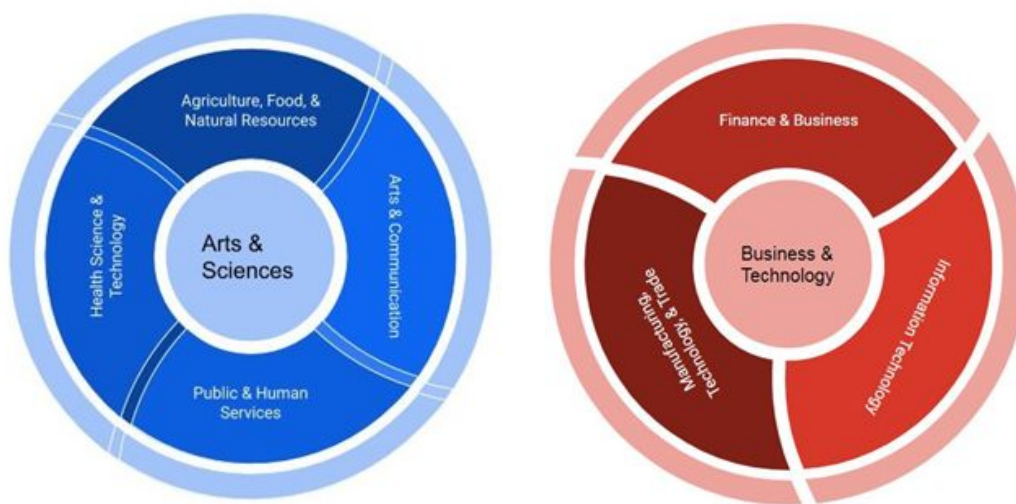 Agriculture, Food, &
Natural Resources
Arts & Communication
Public & Human
Services
Health Science &
Technology
Arts &
Sciences
Finance & Business
Information Technology
Manufacturing,
Technology, & Trade
Business &
Technology